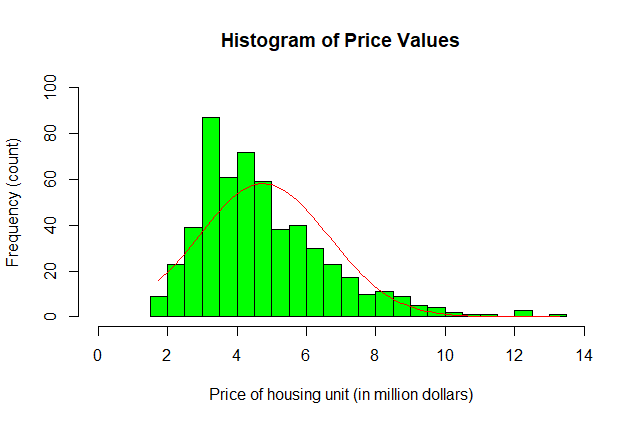 Histogram of Price Values
Frequency (count)
100
80
60
40
20
0
0 2 4 6 8 10 12 14
Price of housing unit (in million dollars)